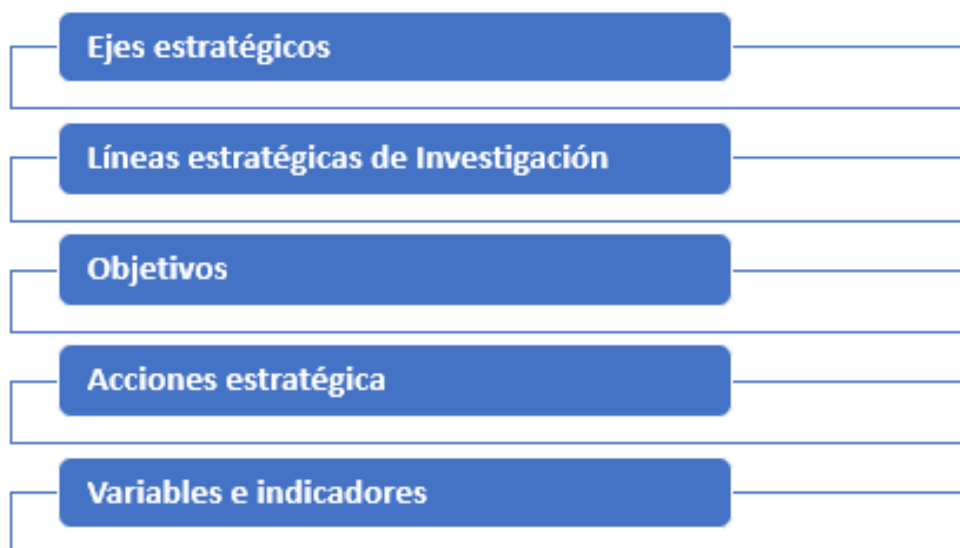 Ejes estratégicos
Líneas estratégicas de Investigación
Objetivos
Acciones estratégica
Variables e indicadores